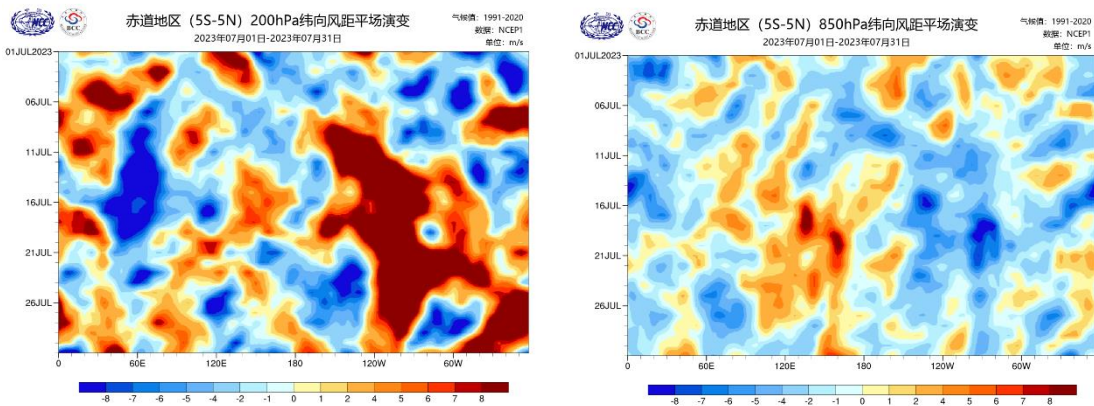 NCC
BCC
赤道地区（5S-5N）200hPa纬向风距平场演变
2023年07月01日-2023年07月31日
气候值：1991-2020
数据：NCEP1
单位：m/s
01JUL2023
06JUL
11JUL
16JUL
21JUL
26JUL
0 60E 120E 180 120W 60W
-8 -7 -6 -5 -4 -2 -1 0 1 2 4 5 6 7 8
BCC
赤道地区（5S-5N）850hPa纬向风距平场演变
2023年07月01日-2023年07月31日
气候值：1991-2020
数据：NCEP1
单位：m/s
01JUL2023
06JUL
11JUL
16JUL
21JUL
26JUL
0 60E 120E 180 120W 60W
-8 -7 -6 -5 -4 -2 -1 0 1 2 4 5 6 7 8